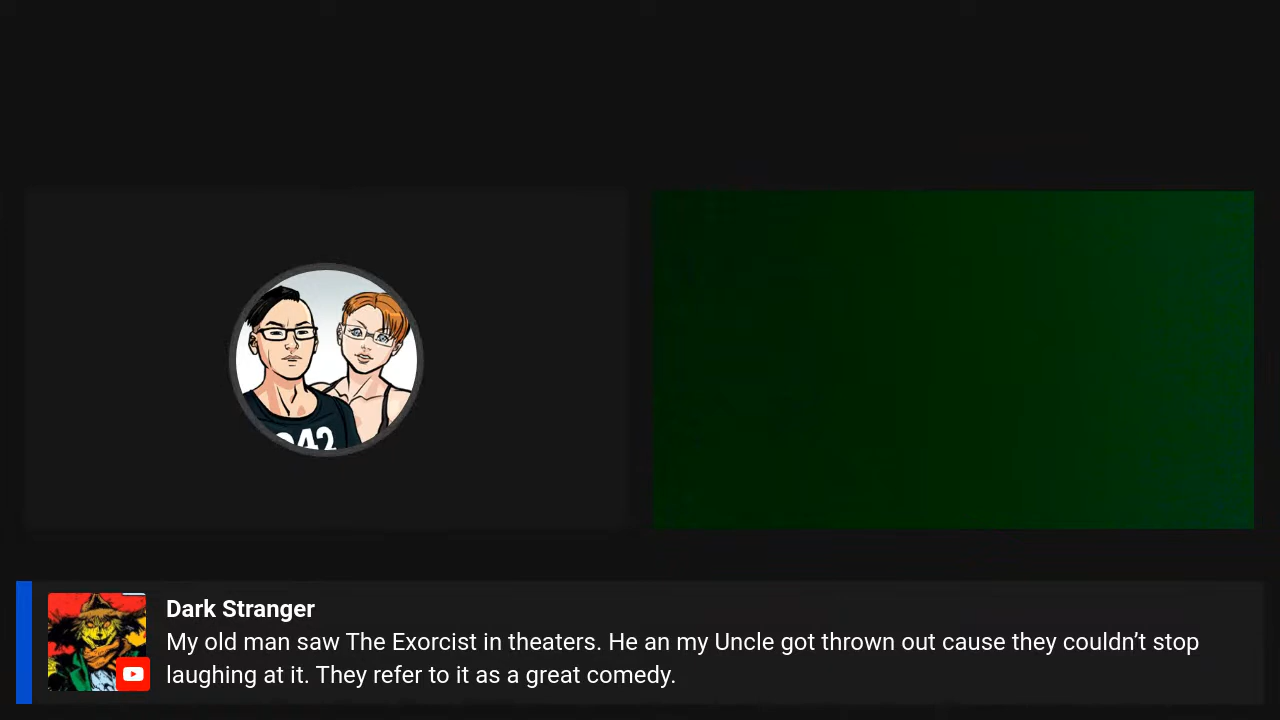 Dark Stranger
My old man saw The Exorcist in theaters. He an my Uncle got thrown out cause they couldn’t stop
laughing at it. They refer to it as a great comedy.